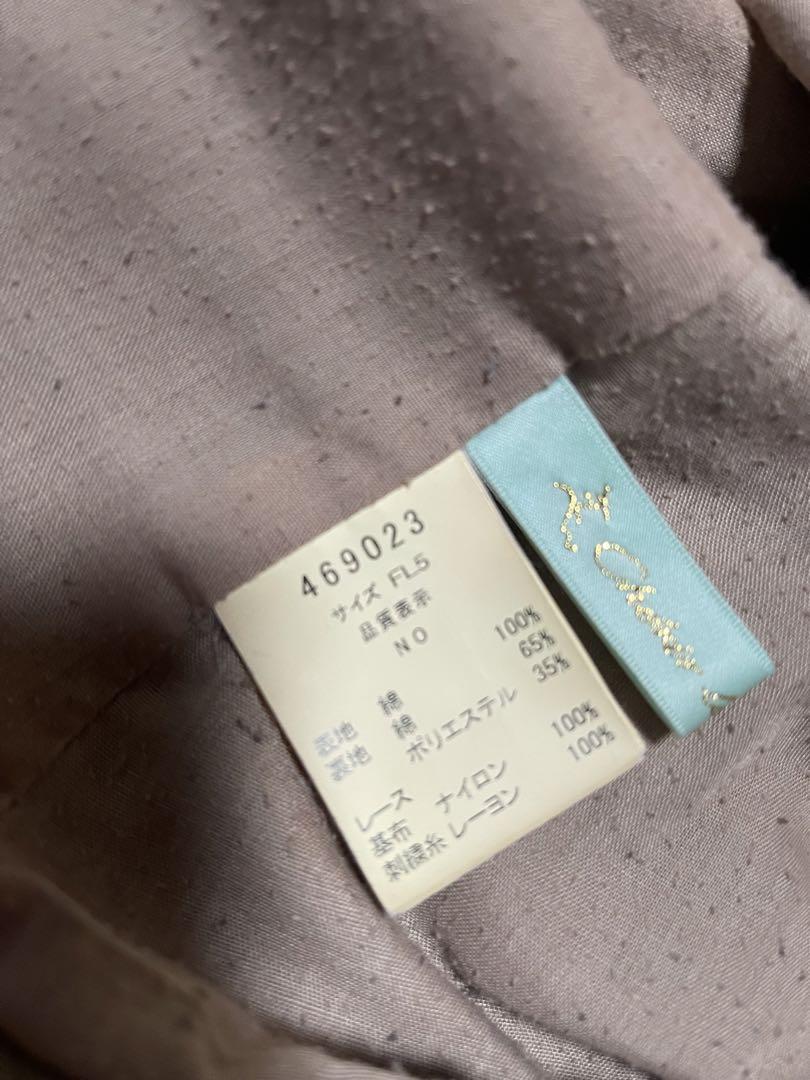 469023
サイズ FL5
品質表示
NO
表地 綿 100%
裏地 綿 65%
ポリエステル 35%
レース
基布 ナイロン 100%
刺繍糸 レーヨン 100%